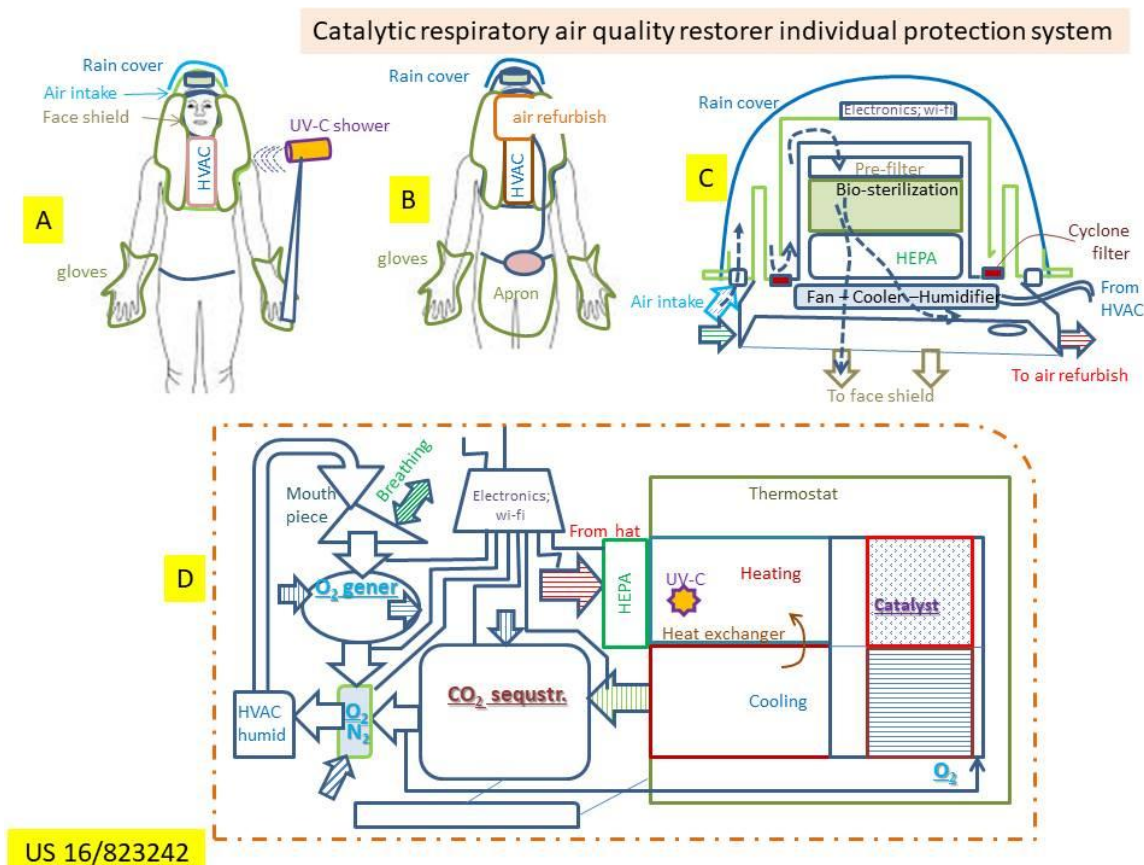 Catalytic respiratory air quality restorer individual protection system
Rain cover
Air intake
Face shield
UV-C shower
HVAC
A
gloves
Rain cover
air refurbish
HVAC
B
gloves
Apron
Rain cover
Electronics; wi-fi
C
Pre-filter
Bio-sterilization
HEPA
Cyclone
filter
Air intake
Fan – Cooler –Humidifier
From
HVAC
To air refurbish
To face shield
D
Mouth
piece
Breathing
Electronics;
wi-fi
From hat
Thermostat
O2 gener
HEPA
UV-C
Heating
Catalyst
Heat exchanger
CO2 sequstr.
Cooling
HVAC
humid
O2
N2
O2
US 16/823242